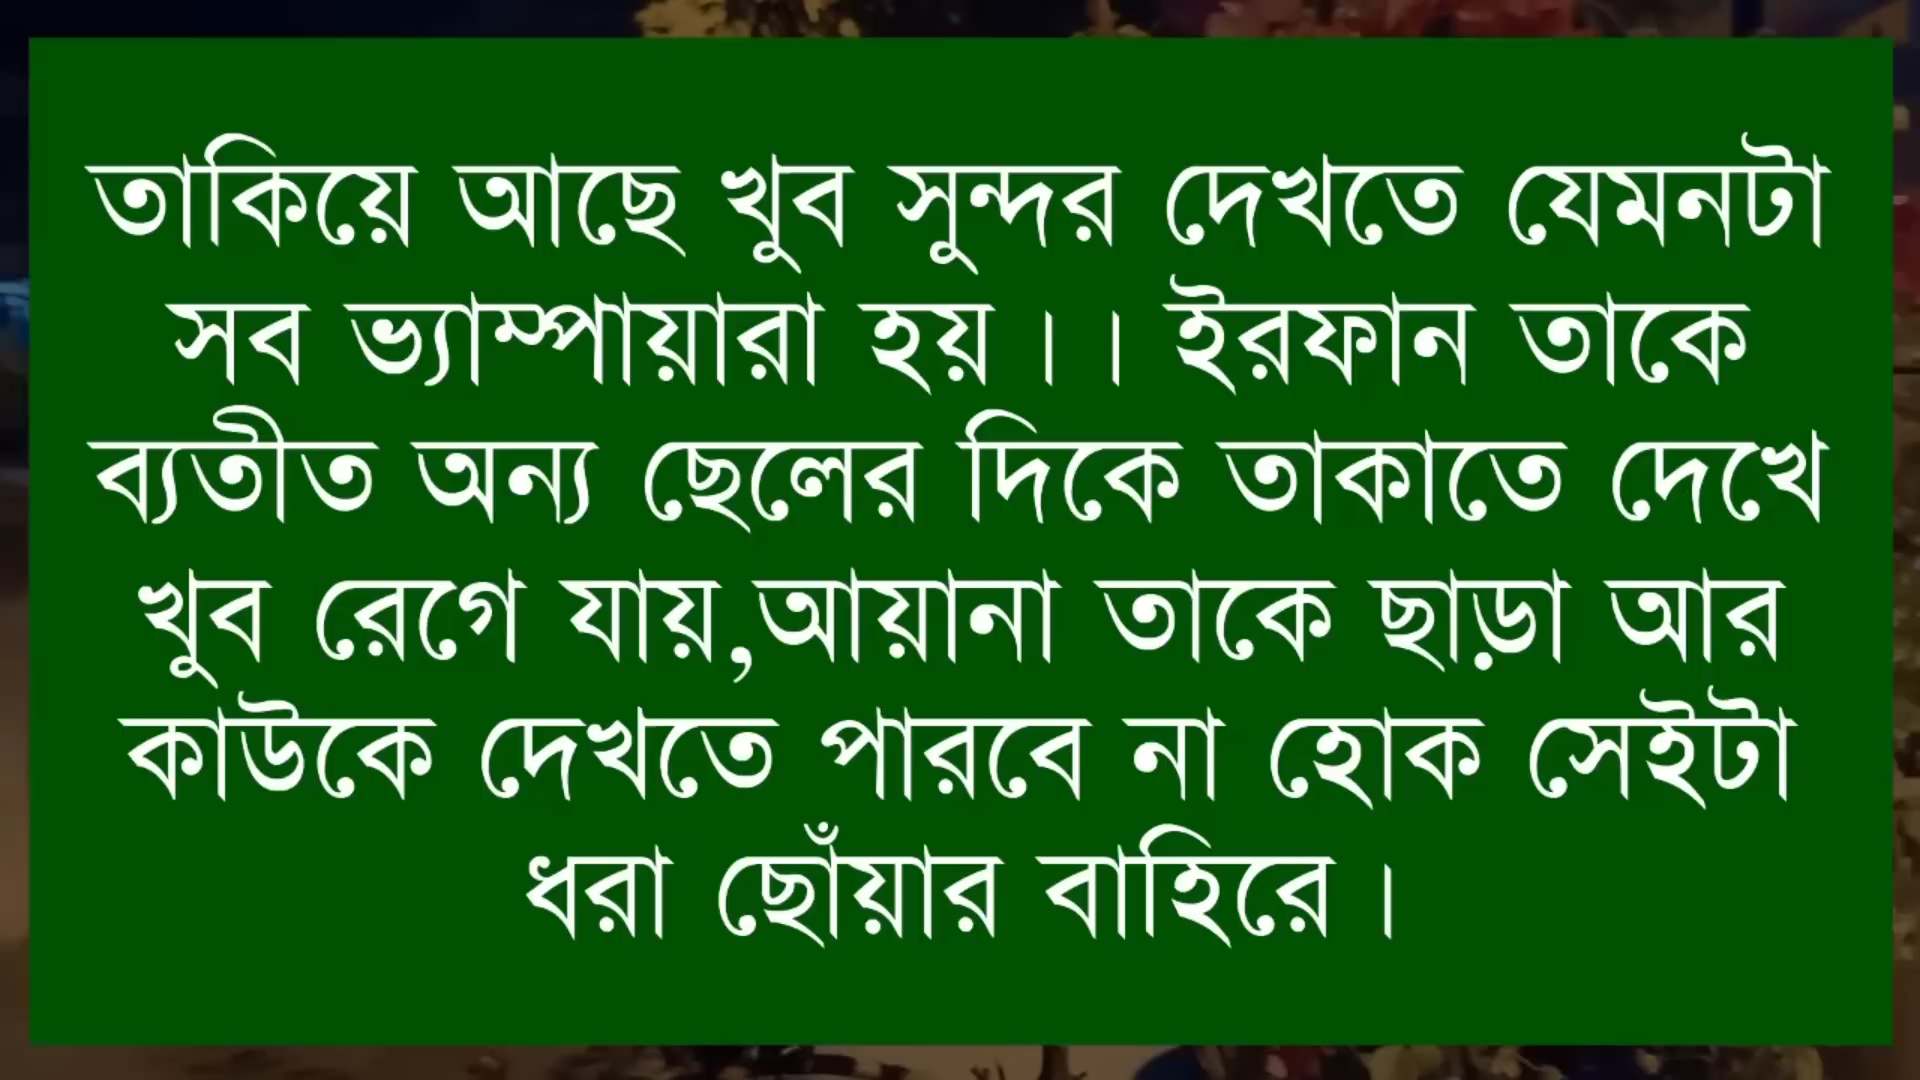 তাকিয়ে আছে খুব সুন্দর দেখতে যেমনটা
সব ভ্যাম্পায়ারা হয়।। ইরফান তাকে
ব্যতীত অন্য ছেলের দিকে তাকাতে দেখে
খুব রেগে যায়,আয়ানা তাকে ছাড়া আর
কাউকে দেখতে পারবে না হোক সেইটা
ধরা ছোঁয়ার বাহিরে।